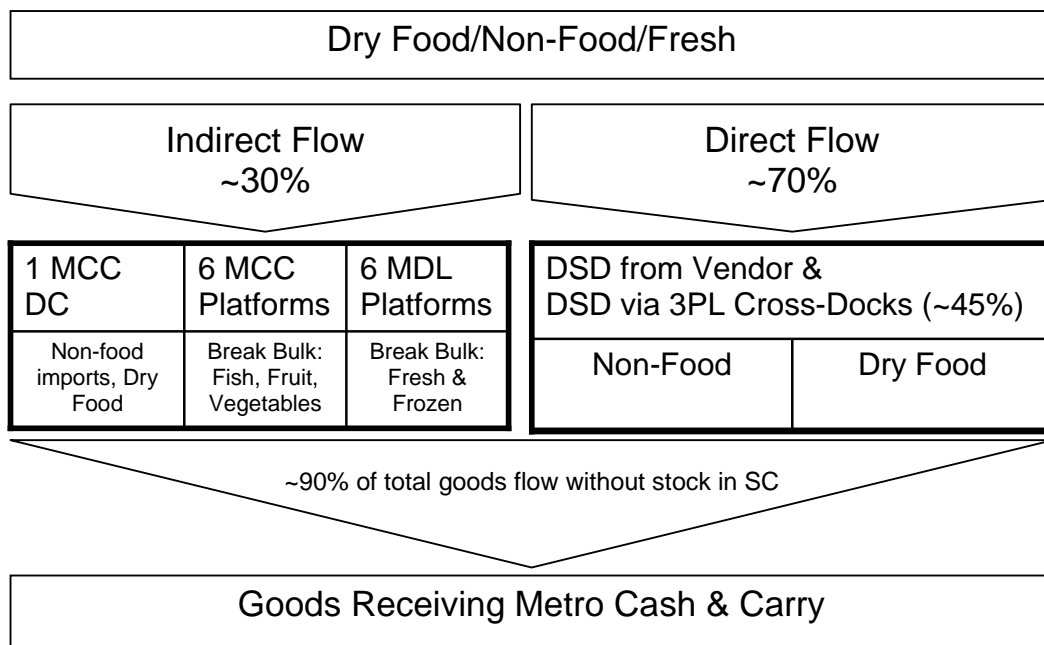 Dry Food/Non-Food/Fresh
Indirect Flow
~30%
Direct Flow
~70%
1 MCC
DC
6 MCC
Platforms
6 MDL
Platforms
Non-food
imports, Dry
Food
Break Bulk:
Fish, Fruit,
Vegetables
Break Bulk:
Fresh &
Frozen
DSD from Vendor &
DSD via 3PL Cross-Docks (~45%)
Non-Food
Dry Food
~90% of total goods flow without stock in SC
Goods Receiving Metro Cash & Carry